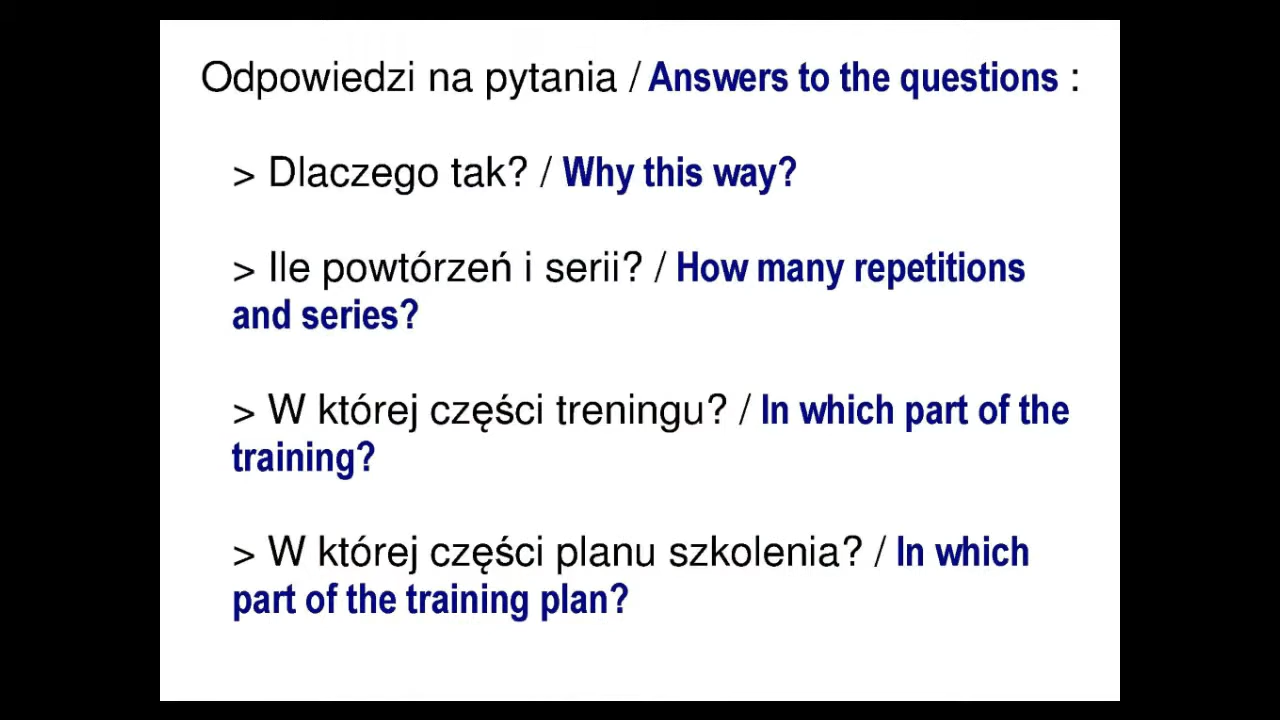 Odpowiedzi na pytania / Answers to the questions :
> Dlaczego tak? / Why this way?
> Ile powtórzeń i serii? / How many repetitions
and series?
> W której części treningu? / In which part of the
training?
> W której części planu szkolenia? / In which
part of the training plan?